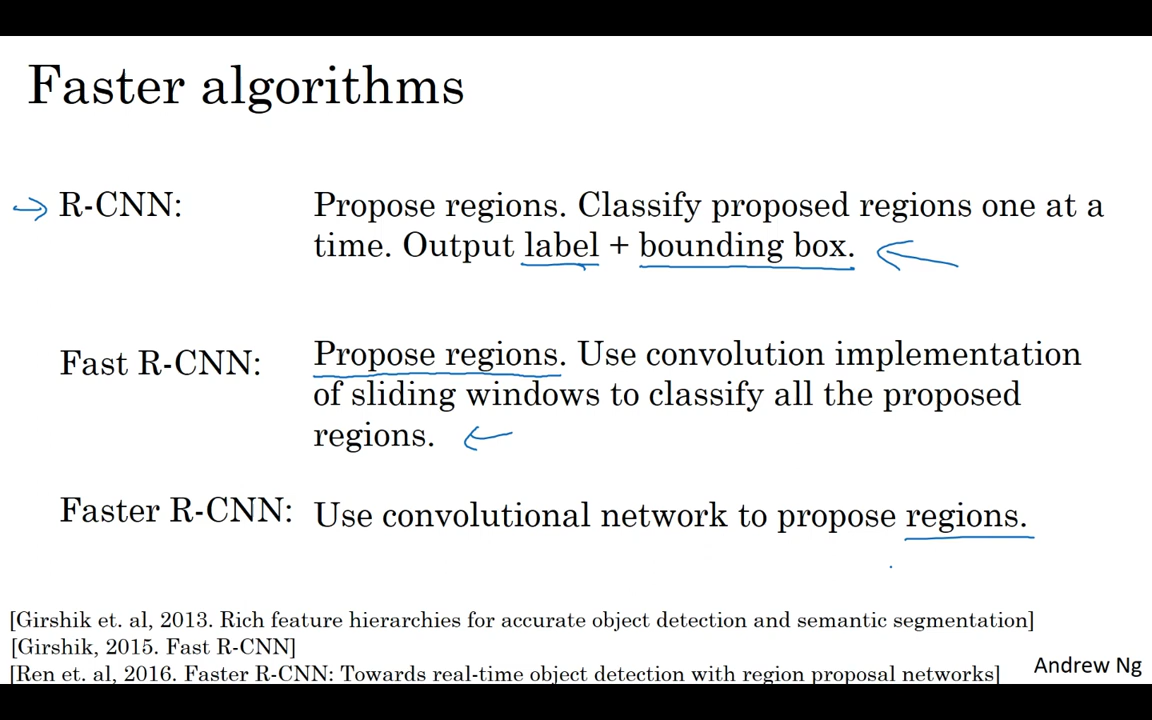 Faster algorithms
R-CNN: Propose regions. Classify proposed regions one at a
time. Output label + bounding box.
Fast R-CNN: Propose regions. Use convolution implementation
of sliding windows to classify all the proposed
regions.
Faster R-CNN: Use convolutional network to propose regions.
[Girshik et. al, 2013. Rich feature hierarchies for accurate object detection and semantic segmentation]
[Girshik, 2015. Fast R-CNN]
[Ren et. al, 2016. Faster R-CNN: Towards real-time object detection with region proposal networks]
Andrew Ng